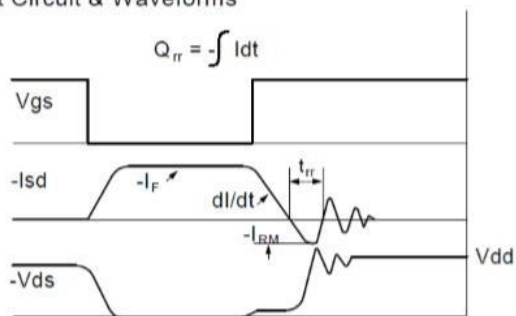 Circuit & Waveforms
Qrr = -∫ Idt
Vgs
trr
-Isd
-IF
dI/dt
-IRM
Vdd
-Vds